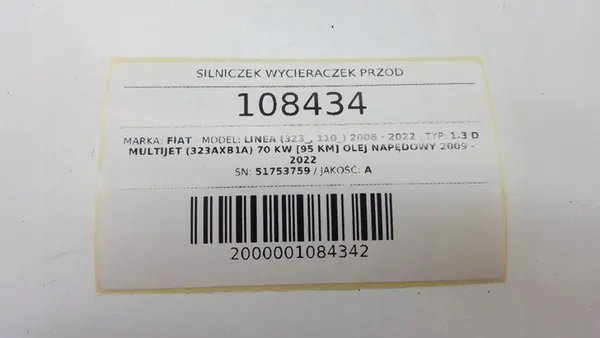 SILNICZEK WYCIERACZEK PRZÓD
108434
MARKA: FIAT MODEL: LINEA (323_, 110_) 2006 - 2022 TYP: 1.3 D
MULTIJET (323AXB1A) 70 KW [95 KM] OLEJ NAPĘDOWY 2009 -
2022
SN: 51753759 / JAKOŚĆ: A
2000001084342